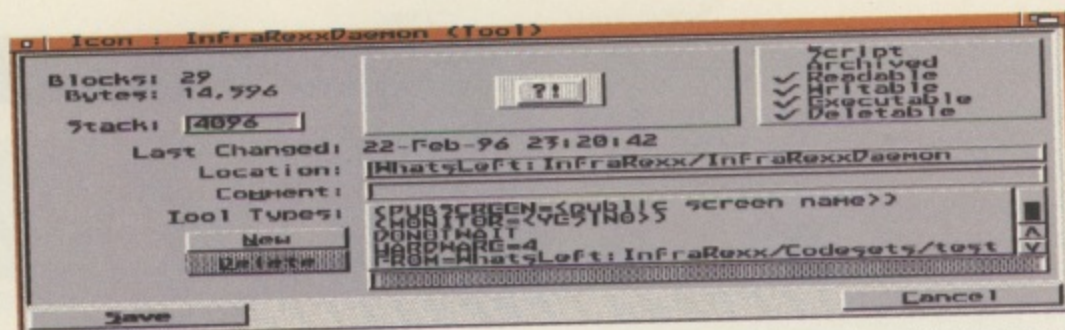 Icon : InfraRexxDaemon (Tool)
Blocks: 29
Bytes: 14,596
Stack: 4096
?!
Script
Archived
Readable
Writable
Executable
Deletable
Last Changed: 22-Feb-96 23:20:42
Location: WhatsLeft:InfraRexx/InfraRexxDaemon
Comment:
Tool Types:
(PUBSCREEN=<public screen name>)
(MONITOR=<YES|NO>)
DONOTWAIT
HARDWARE=4
FROM=WhatsLeft:InfraRexx/Codesets/test
New
Delete
Save
Cancel